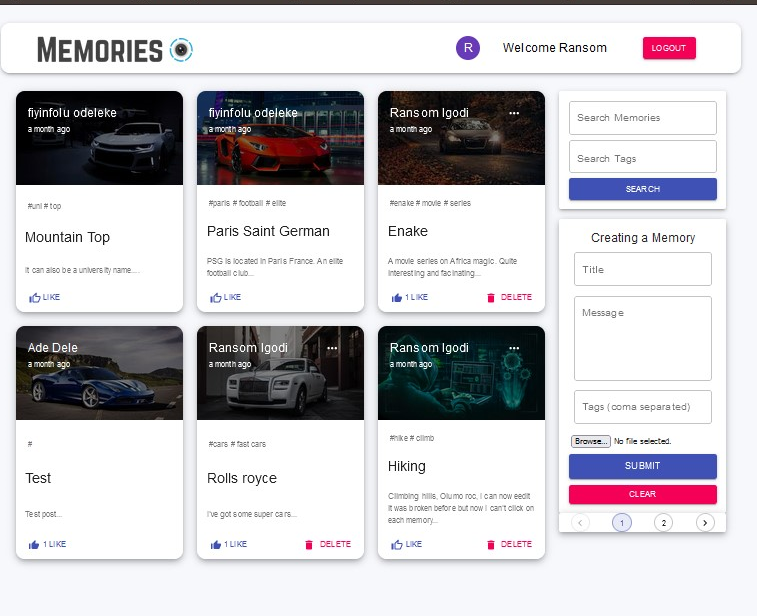 MEMORIES
R
Welcome Ransom
LOGOUT
fiyinfolu odeleke
a month ago
#uni # top
Mountain Top
It can also be a university name....
LIKE
fiyinfolu odeleke
a month ago
#paris # football # elite
Paris Saint German
PSG is located in Paris France. An elite
football club...
LIKE
Ransom Igodi
•••
a month ago
#enake # movie # series
Enake
A movie series on Africa magic. Quite
interesting and facinating...
1 LIKE
DELETE
Ade Dele
a month ago
#
Test
Test post...
1 LIKE
Ransom Igodi
•••
a month ago
#cars # fast cars
Rolls royce
I've got some super cars...
1 LIKE
DELETE
Ransom Igodi
•••
a month ago
#hike # climb
Hiking
Climbing hills, Olumo roc, I can now eedit
it was broken before but now I can't click on
each memory...
LIKE
DELETE
Search Memories
Search Tags
SEARCH
Creating a Memory
Title
Message
Tags (coma separated)
Browse... No file selected.
SUBMIT
CLEAR
‹ 1 2 ›